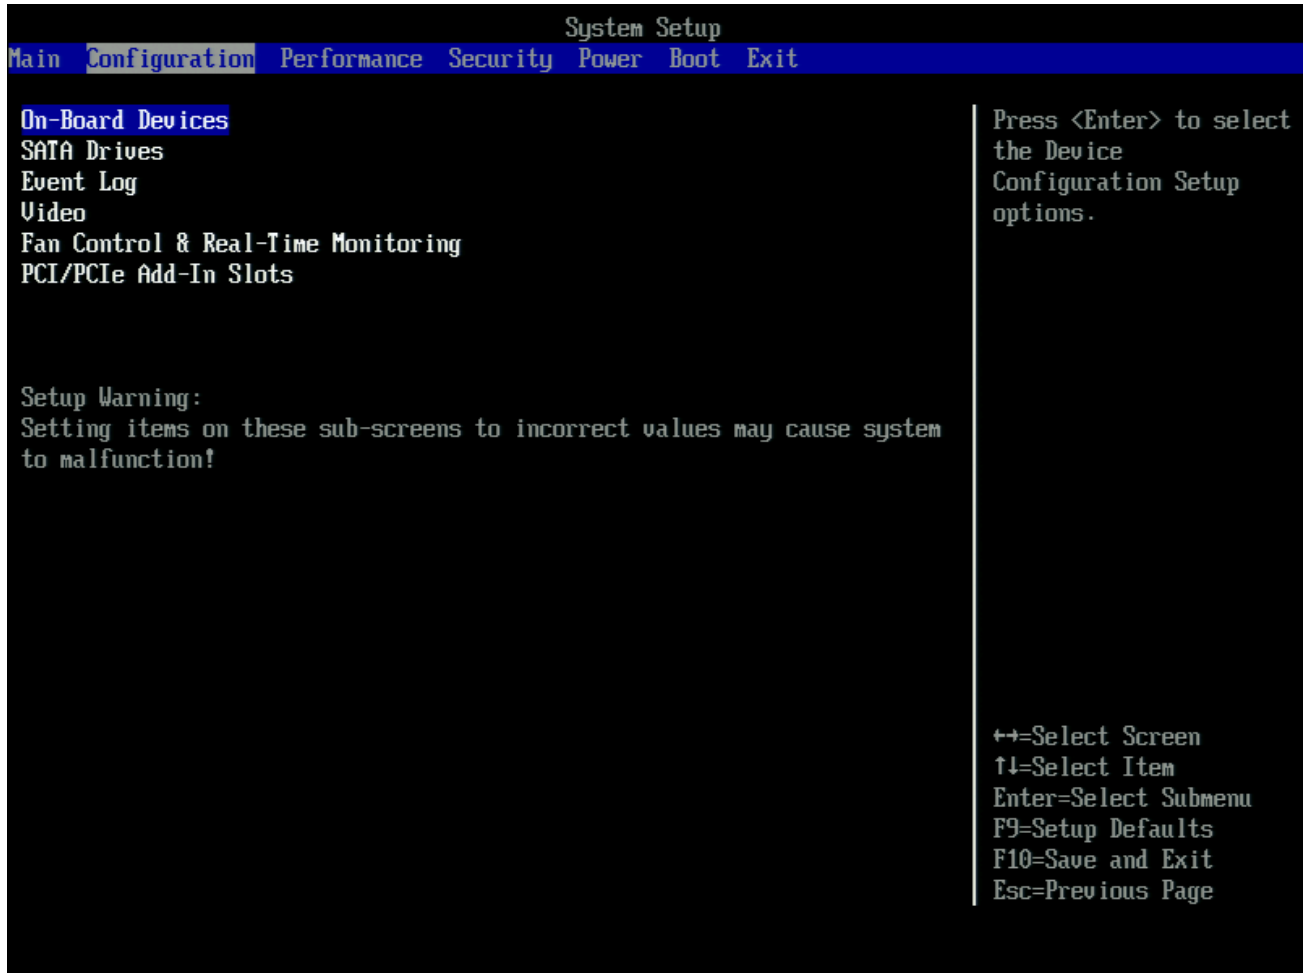 System Setup
Main Configuration Performance Security Power Boot Exit
On-Board Devices
SATA Drives
Event Log
Video
Fan Control & Real-Time Monitoring
PCI/PCIe Add-In Slots
Setup Warning:
Setting items on these sub-screens to incorrect values may cause system
to malfunction!
Press <Enter> to select
the Device
Configuration Setup
options.
←→=Select Screen
↑↓=Select Item
Enter=Select Submenu
F9=Setup Defaults
F10=Save and Exit
Esc=Previous Page